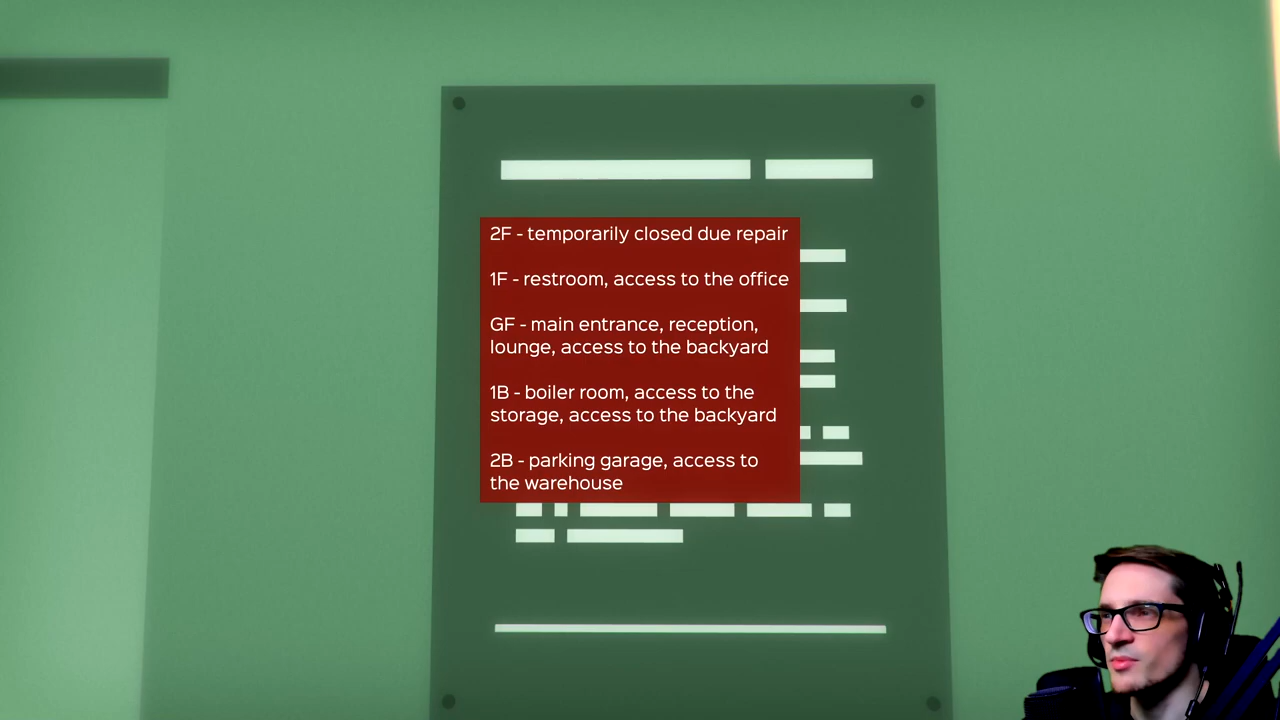 2F - temporarily closed due repair
1F - restroom, access to the office
GF - main entrance, reception,
lounge, access to the backyard
1B - boiler room, access to the
storage, access to the backyard
2B - parking garage, access to
the warehouse